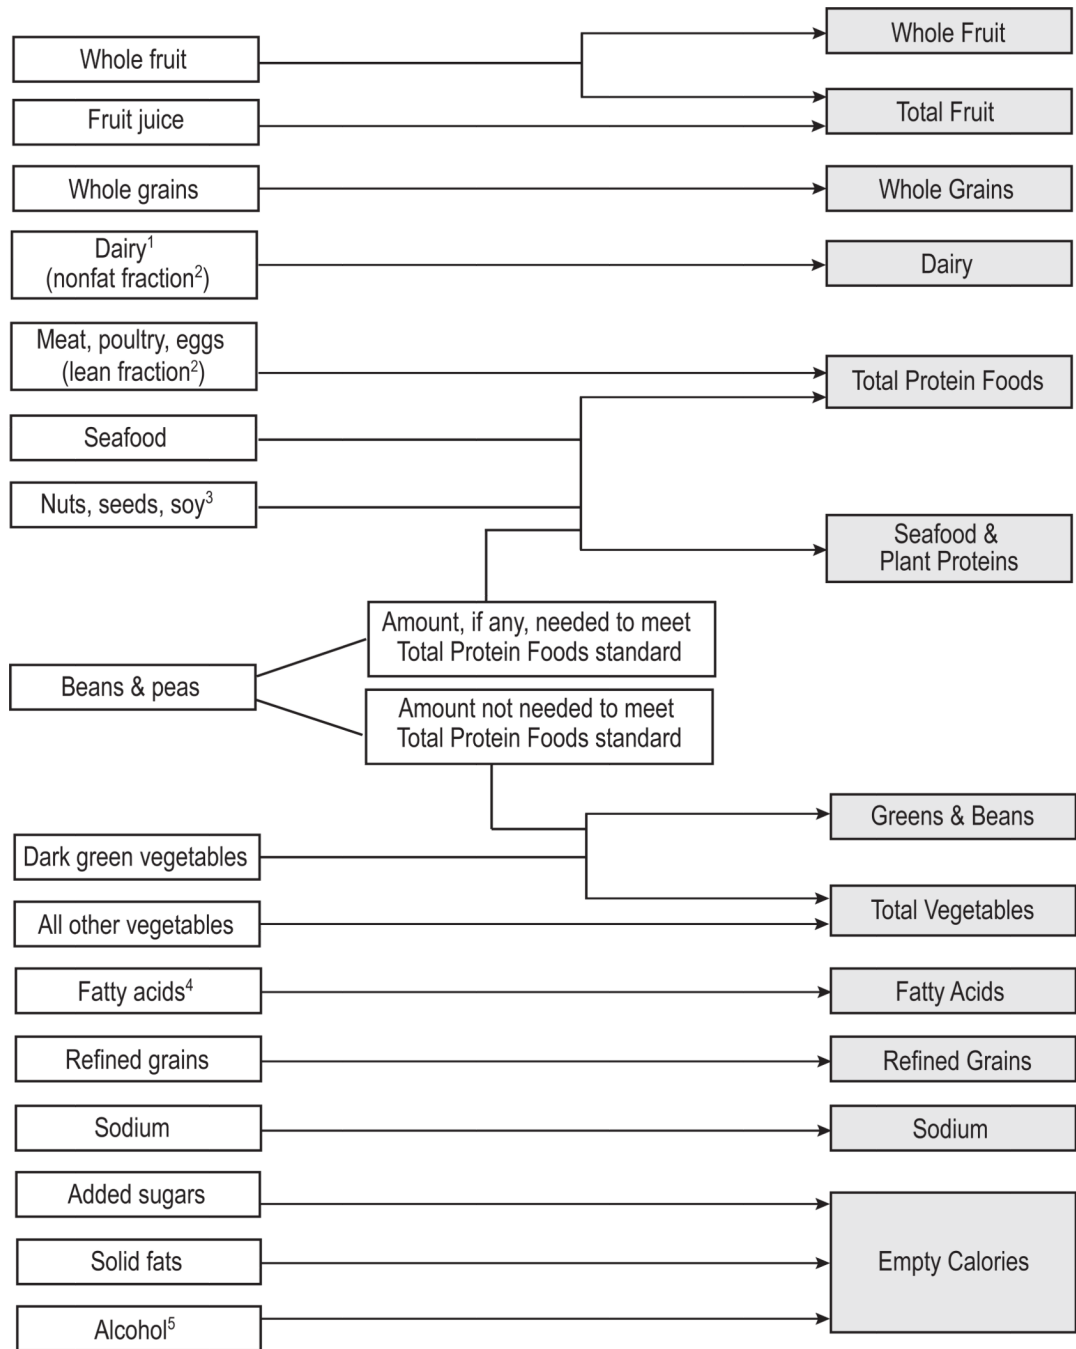 Whole fruit
Whole Fruit
Fruit juice
Total Fruit
Whole grains
Whole Grains
Dairy¹
(nonfat fraction²)
Dairy
Meat, poultry, eggs
(lean fraction²)
Total Protein Foods
Seafood
Nuts, seeds, soy³
Seafood &
Plant Proteins
Amount, if any, needed to meet
Total Protein Foods standard
Beans & peas
Amount not needed to meet
Total Protein Foods standard
Greens & Beans
Dark green vegetables
All other vegetables
Total Vegetables
Fatty acids⁴
Fatty Acids
Refined grains
Refined Grains
Sodium
Sodium
Added sugars
Solid fats
Empty Calories
Alcohol⁵